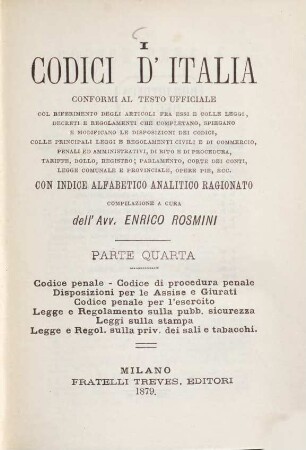 I
CODICI D'ITALIA
CONFORMI AL TESTO UFFICIALE
COL RIFERIMENTO DEGLI ARTICOLI FRA ESSI E COLLE LEGGI,
DECRETI E REGOLAMENTI CHE COMPLETANO, SPIEGANO
E MODIFICANO LE DISPOSIZIONI DEI CODICI,
COLLE PRINCIPALI LEGGI E REGOLAMENTI CIVILI E DI COMMERCIO,
PENALI ED AMMINISTRATIVI, DI RITO E DI PROCEDURA,
TARIFFE, BOLLO, REGISTRO; PARLAMENTO, CORTE DEI CONTI,
LEGGE COMUNALE E PROVINCIALE, OPERE PIE, ECC.
CON INDICE ALFABETICO ANALITICO RAGIONATO
COMPILAZIONE A CURA
dell'Avv. ENRICO ROSMINI
PARTE QUARTA
Codice penale - Codice di procedura penale
Disposizioni per le Assise e Giurati
Codice penale per l'esercito
Legge e Regolamento sulla pubb. sicurezza
Leggi sulla stampa
Legge e Regol. sulla priv. dei sali e tabacchi.
MILANO
FRATELLI TREVES, EDITORI
1879.